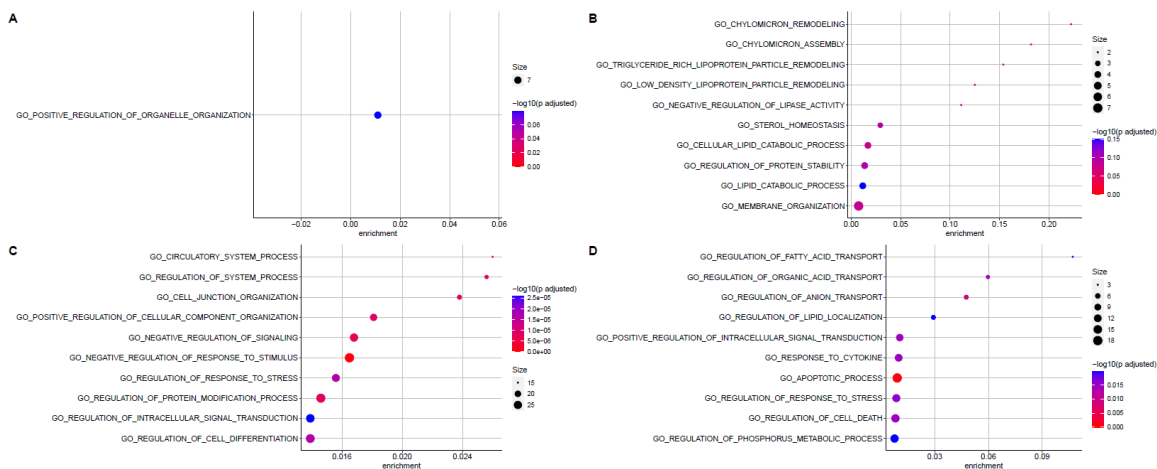 A
GO_POSITIVE_REGULATION_OF_ORGANELLE_ORGANIZATION
−0.02 0.00 0.02 0.04 0.06
enrichment
Size
7
−log10(p adjusted)
0.06
0.04
0.02
0.00
B
GO_CHYLOMICRON_REMODELING
GO_CHYLOMICRON_ASSEMBLY
GO_TRIGLYCERIDE_RICH_LIPOPROTEIN_PARTICLE_REMODELING
GO_LOW_DENSITY_LIPOPROTEIN_PARTICLE_REMODELING
GO_NEGATIVE_REGULATION_OF_LIPASE_ACTIVITY
GO_STEROL_HOMEOSTASIS
GO_CELLULAR_LIPID_CATABOLIC_PROCESS
GO_REGULATION_OF_PROTEIN_STABILITY
GO_LIPID_CATABOLIC_PROCESS
GO_MEMBRANE_ORGANIZATION
0.00 0.05 0.10 0.15 0.20
enrichment
Size
2
3
4
5
6
7
−log10(p adjusted)
0.15
0.10
0.05
0.00
C
GO_CIRCULATORY_SYSTEM_PROCESS
GO_REGULATION_OF_SYSTEM_PROCESS
GO_CELL_JUNCTION_ORGANIZATION
GO_POSITIVE_REGULATION_OF_CELLULAR_COMPONENT_ORGANIZATION
GO_NEGATIVE_REGULATION_OF_SIGNALING
GO_NEGATIVE_REGULATION_OF_RESPONSE_TO_STIMULUS
GO_REGULATION_OF_RESPONSE_TO_STRESS
GO_REGULATION_OF_PROTEIN_MODIFICATION_PROCESS
GO_REGULATION_OF_INTRACELLULAR_SIGNAL_TRANSDUCTION
GO_REGULATION_OF_CELL_DIFFERENTIATION
0.016 0.020 0.024
enrichment
−log10(p adjusted)
2.5e−05
2.0e−05
1.5e−05
1.0e−05
5.0e−06
0.0e+00
Size
15
20
25
D
GO_REGULATION_OF_FATTY_ACID_TRANSPORT
GO_REGULATION_OF_ORGANIC_ACID_TRANSPORT
GO_REGULATION_OF_ANION_TRANSPORT
GO_REGULATION_OF_LIPID_LOCALIZATION
GO_POSITIVE_REGULATION_OF_INTRACELLULAR_SIGNAL_TRANSDUCTION
GO_RESPONSE_TO_CYTOKINE
GO_APOPTOTIC_PROCESS
GO_REGULATION_OF_RESPONSE_TO_STRESS
GO_REGULATION_OF_CELL_DEATH
GO_REGULATION_OF_PHOSPHORUS_METABOLIC_PROCESS
0.03 0.06 0.09
enrichment
Size
3
6
9
12
15
18
−log10(p adjusted)
0.015
0.010
0.005
0.000